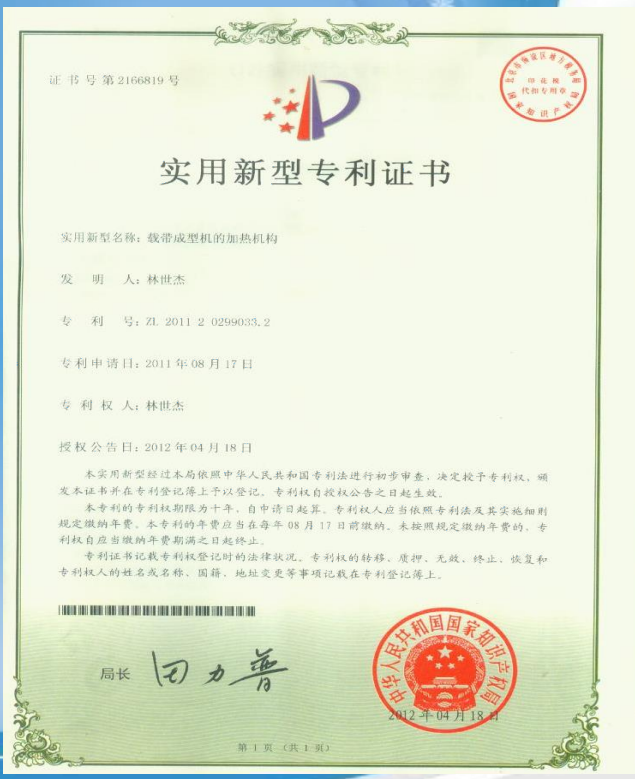 证书号第2166819号
印花税
代扣专用章
实用新型专利证书
实用新型名称：载带成型机的加热机构
发 明 人：林世杰
专 利 号：ZL 2011 2 0299033.2
专利申请日：2011年08月17日
专 利 权 人：林世杰
授权公告日：2012年04月18日
本实用新型经过本局依照中华人民共和国专利法进行初步审查，决定授予专利权，颁
发本证书并在专利登记簿上予以登记。专利权自授权公告之日起生效。
本专利的专利权期限为十年，自申请日起算。专利权人应当依照专利法及其实施细则
规定缴纳年费。本专利的年费应当在每年08月17日前缴纳。未按照规定缴纳年费的，专
利权自应当缴纳年费期满之日起终止。
专利证书记载专利权登记时的法律状况。专利权的转移、质押、无效、终止、恢复和
专利权人的姓名或名称、国籍、地址变更等事项记载在专利登记簿上。
局长 田力普
中华人民共和国国家知识产权局
2012年04月18日
第1页（共1页）